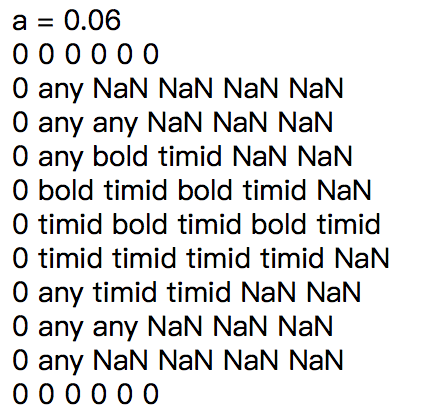 a = 0.06
0 0 0 0 0 0
0 any NaN NaN NaN NaN
0 any any NaN NaN NaN
0 any bold timid NaN NaN
0 bold timid bold timid NaN
0 timid bold timid bold timid
0 timid timid timid timid NaN
0 any timid timid NaN NaN
0 any any NaN NaN NaN
0 any NaN NaN NaN NaN
0 0 0 0 0 0